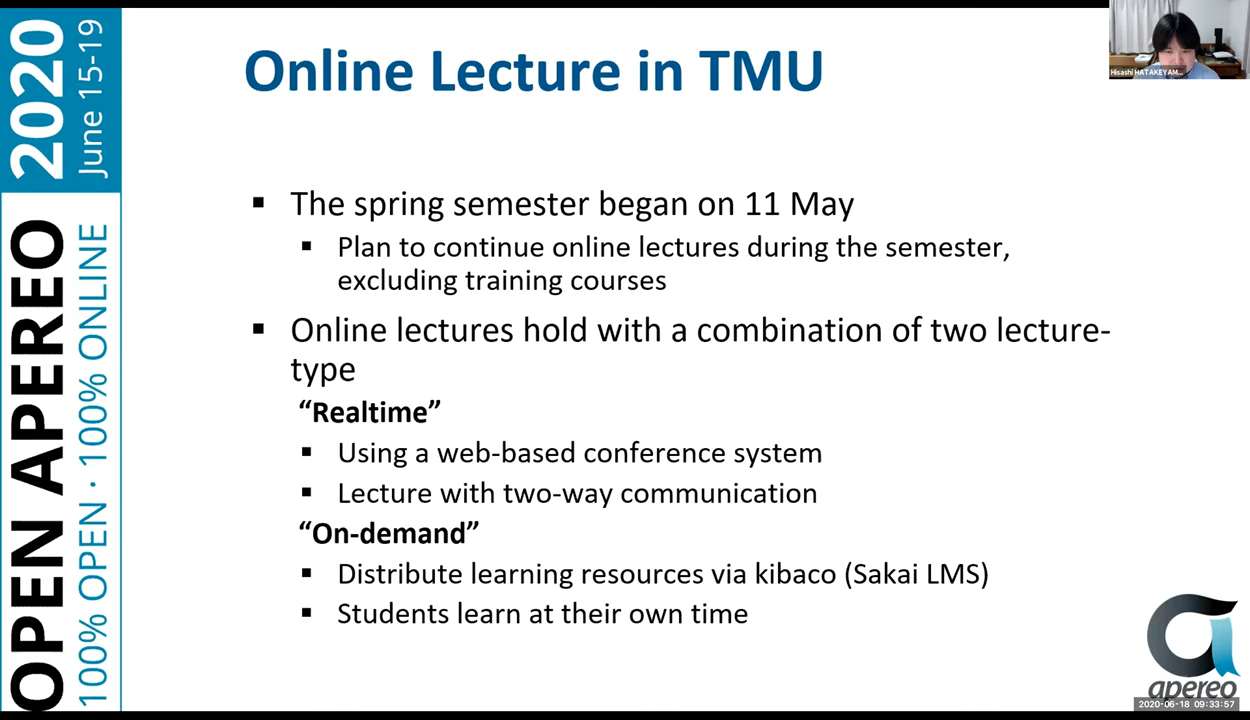 OPEN APEREO 2020
100% OPEN · 100% ONLINE June 15-19
Online Lecture in TMU
Hisashi HATAKEYAM...
▪ The spring semester began on 11 May
▪ Plan to continue online lectures during the semester,
excluding training courses
▪ Online lectures hold with a combination of two lecture-
type
“Realtime”
▪ Using a web-based conference system
▪ Lecture with two-way communication
“On-demand”
▪ Distribute learning resources via kibaco (Sakai LMS)
▪ Students learn at their own time
apereo
2020-06-18 09:33:57